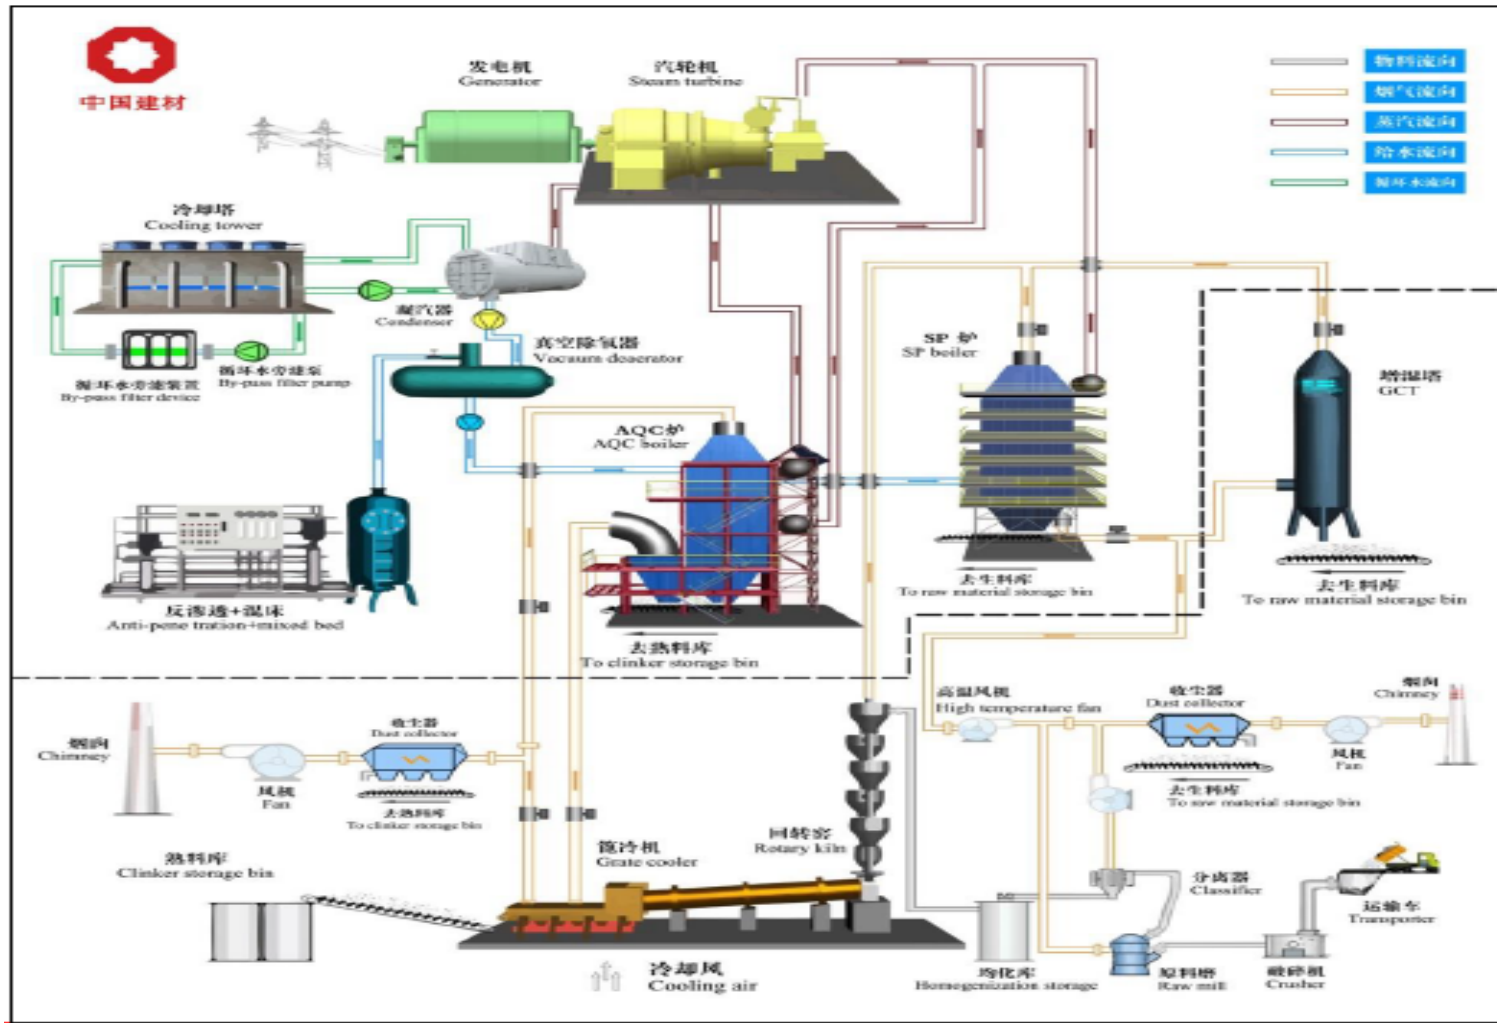 中国建材
发电机
Generator
汽轮机
Steam turbine
物料流向
烟气流向
蒸汽流向
给水流向
循环水流向
冷却塔
Cooling tower
凝汽器
Condenser
真空除氧器
Vacuum deaerator
循环水旁滤装置
By-pass filter device
循环水旁滤泵
By-pass filter pump
SP 炉
SP boiler
增湿塔
GCT
AQC炉
AQC boiler
反渗透+混床
Anti-pene tration+mixed bed
去熟料库
To clinker storage bin
去生料库
To raw material storage bin
去生料库
To raw material storage bin
烟囱
Chimney
风机
Fan
收尘器
Dust collector
去熟料库
To clinker storage bin
高温风机
High temperature fan
收尘器
Dust collector
去生料库
To raw material storage bin
风机
Fan
烟囱
Chimney
熟料库
Clinker storage bin
篦冷机
Grate cooler
回转窑
Rotary kiln
分离器
Classifier
运输车
Transporter
冷却风
Cooling air
均化库
Homogenization storage
原料磨
Raw mill
破碎机
Crusher